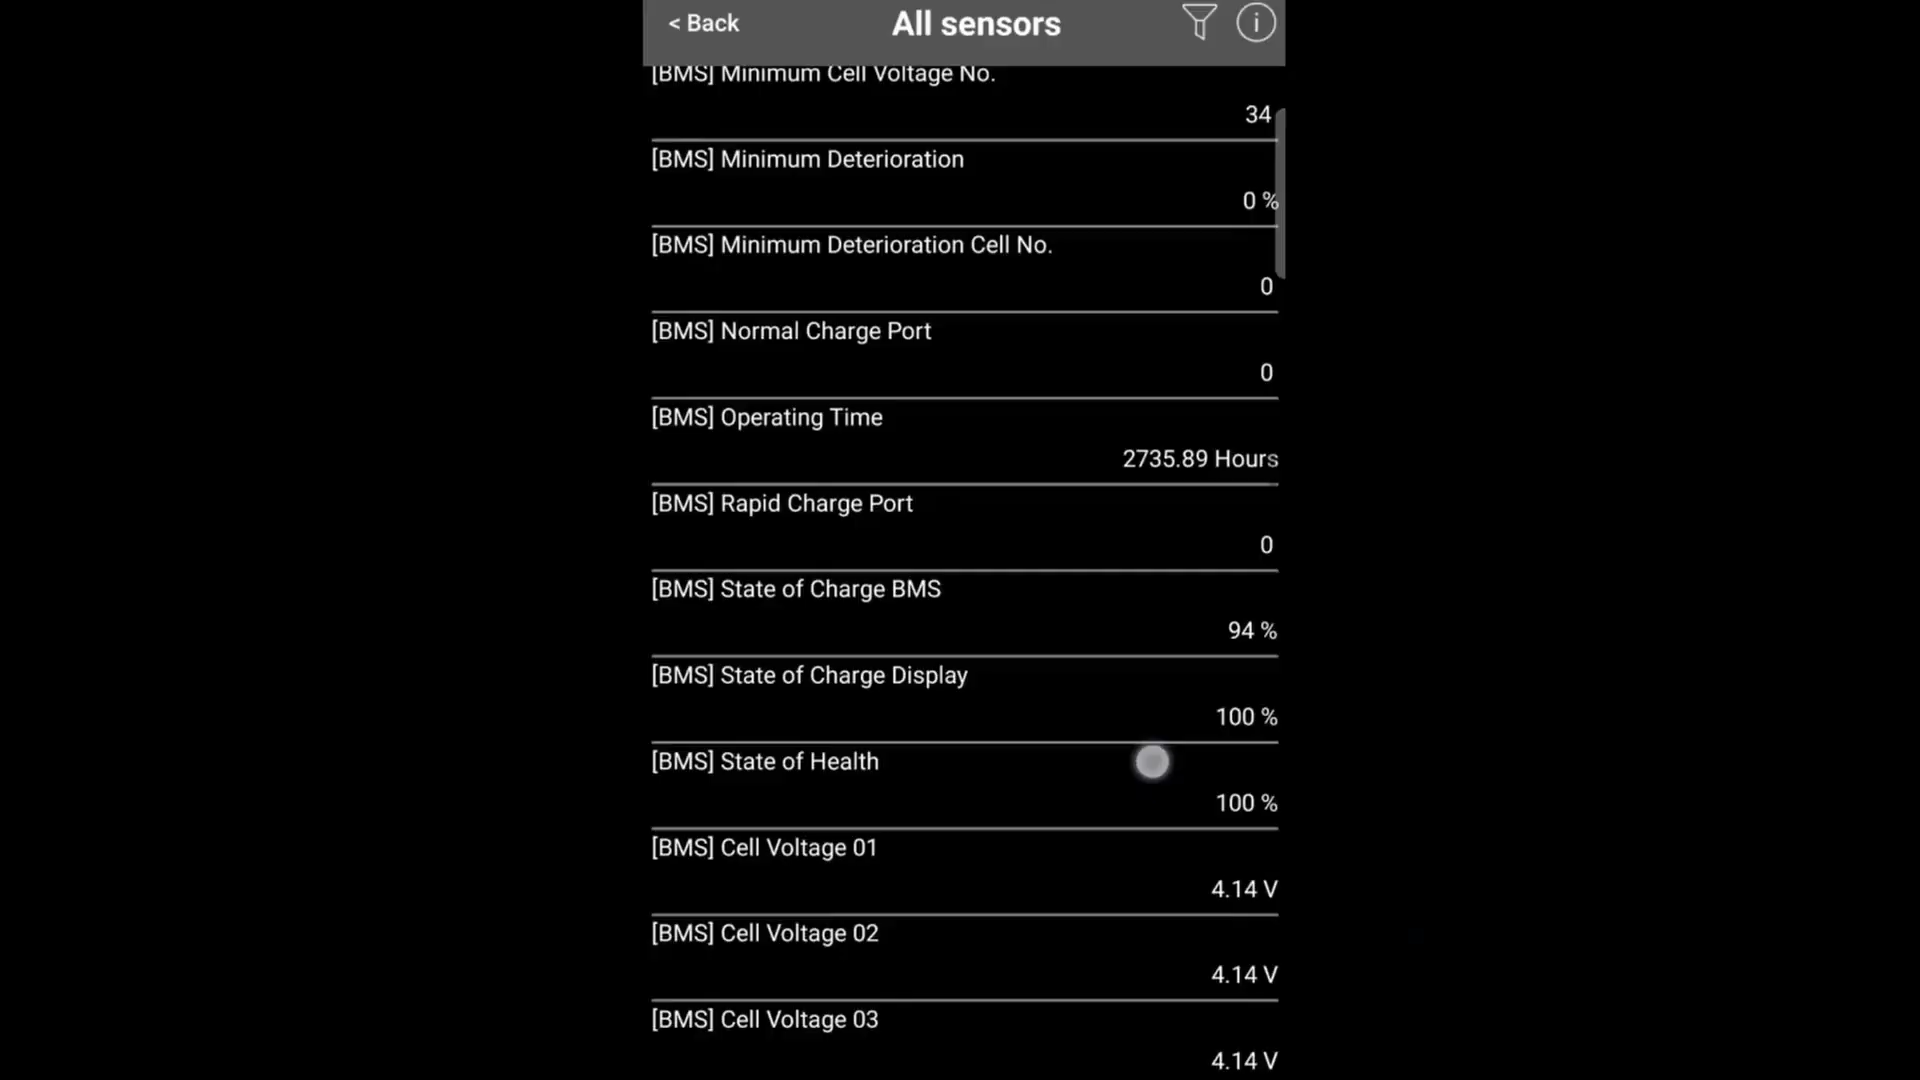 < Back
All sensors
i
[BMS] Minimum Cell Voltage No.
34
[BMS] Minimum Deterioration
0 %
[BMS] Minimum Deterioration Cell No.
0
[BMS] Normal Charge Port
0
[BMS] Operating Time
2735.89 Hours
[BMS] Rapid Charge Port
0
[BMS] State of Charge BMS
94 %
[BMS] State of Charge Display
100 %
[BMS] State of Health
100 %
[BMS] Cell Voltage 01
4.14 V
[BMS] Cell Voltage 02
4.14 V
[BMS] Cell Voltage 03
4.14 V